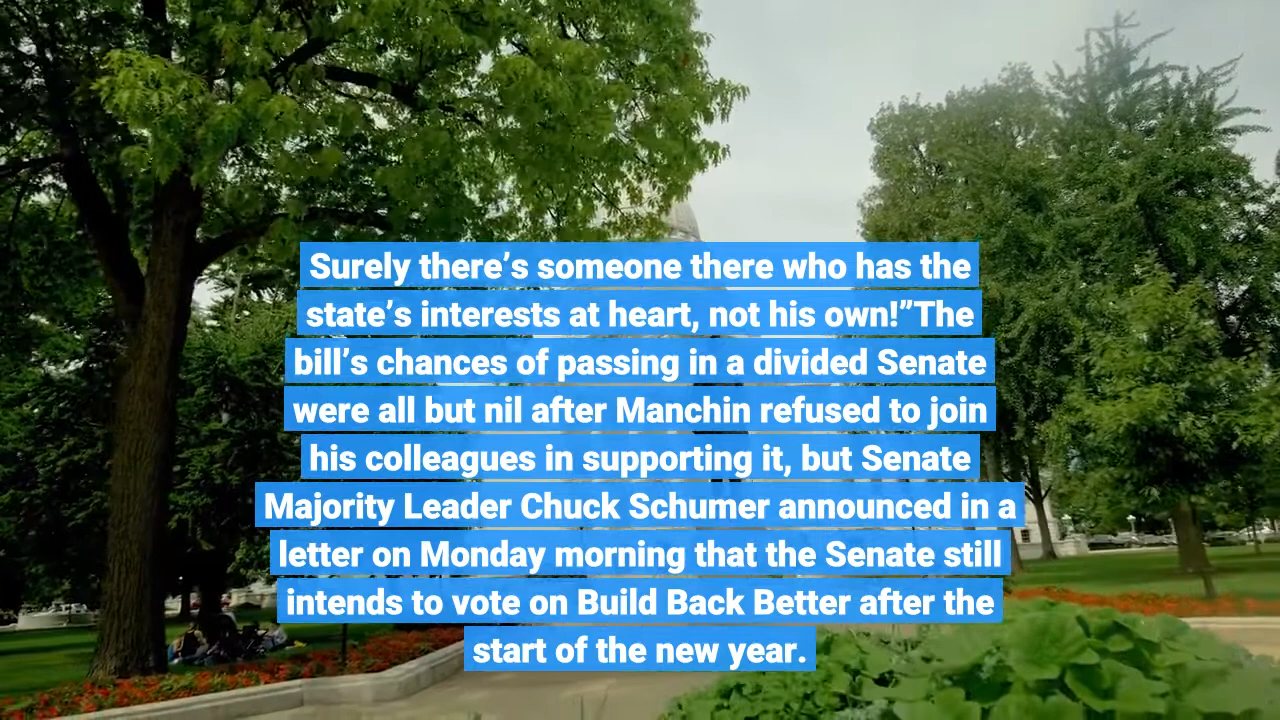 Surely there’s someone there who has the
state’s interests at heart, not his own!”The
bill’s chances of passing in a divided Senate
were all but nil after Manchin refused to join
his colleagues in supporting it, but Senate
Majority Leader Chuck Schumer announced in a
letter on Monday morning that the Senate still
intends to vote on Build Back Better after the
start of the new year.